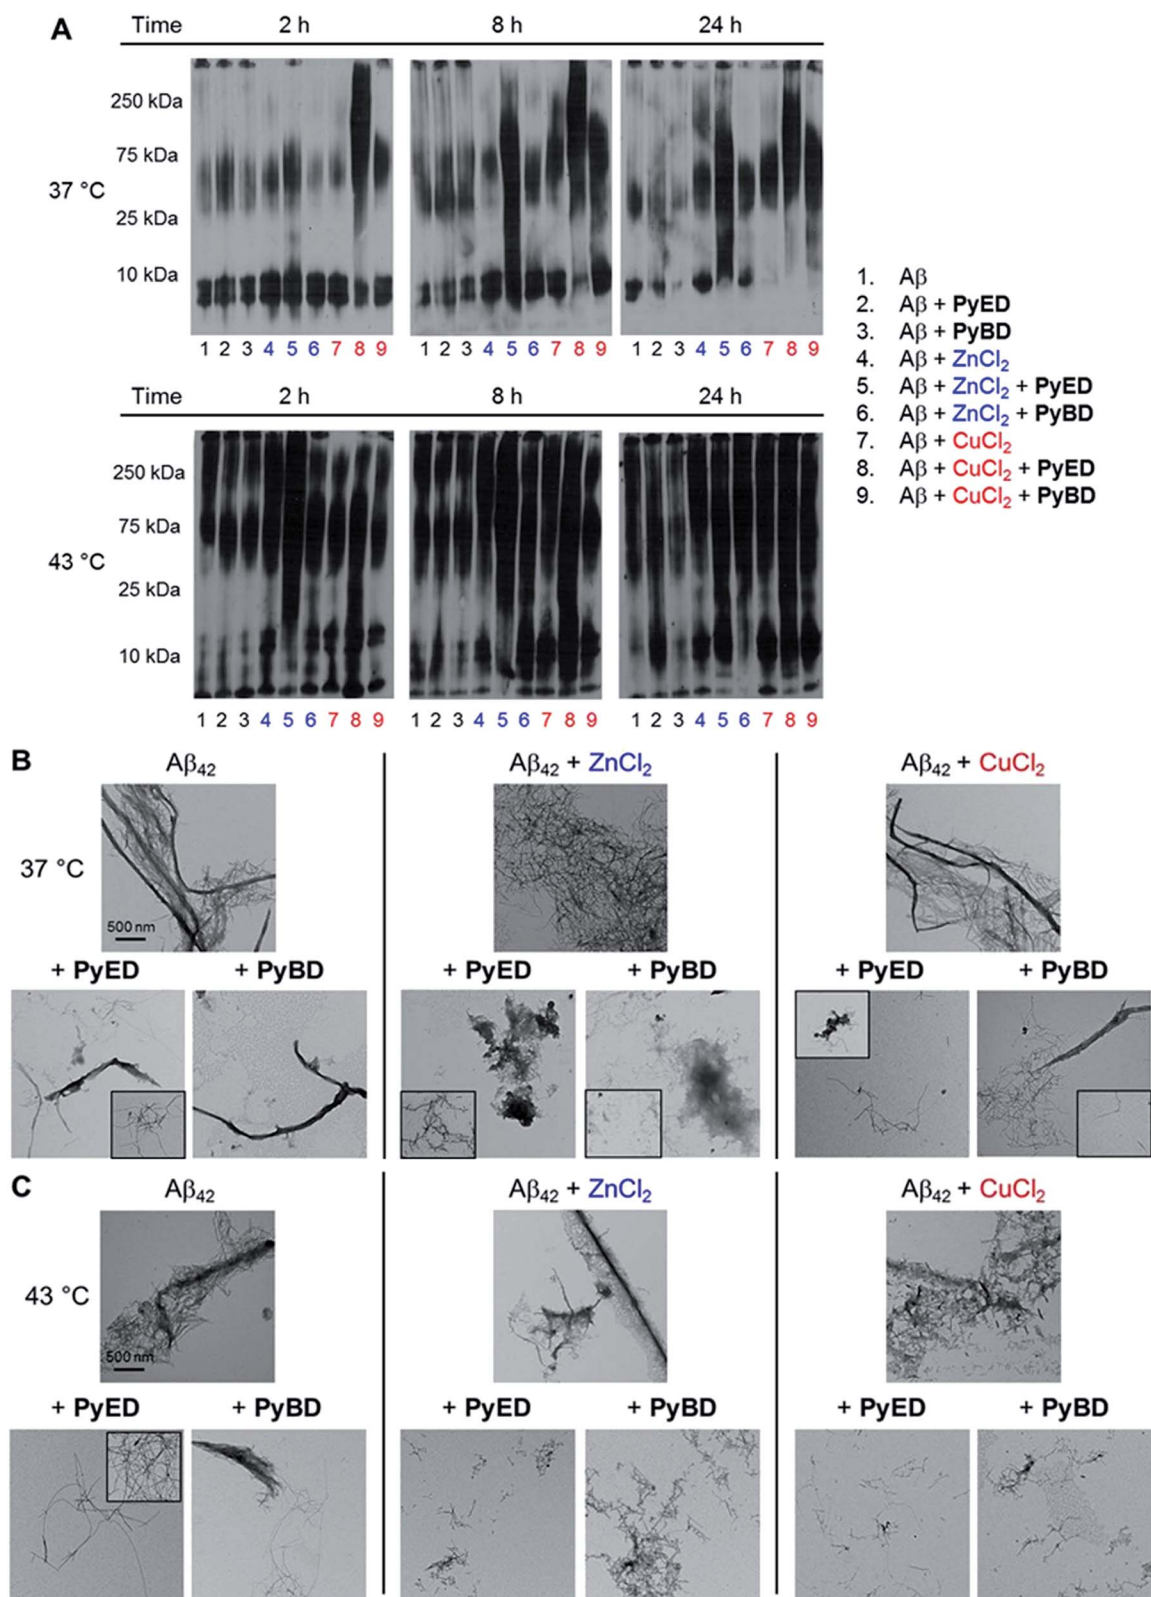 A
Time 2 h 8 h 24 h
250 kDa
75 kDa
37 °C
25 kDa
10 kDa
1 2 3 4 5 6 7 8 9 1 2 3 4 5 6 7 8 9 1 2 3 4 5 6 7 8 9
1. Aβ
2. Aβ + PyED
3. Aβ + PyBD
4. Aβ + ZnCl₂
5. Aβ + ZnCl₂ + PyED
6. Aβ + ZnCl₂ + PyBD
7. Aβ + CuCl₂
8. Aβ + CuCl₂ + PyED
9. Aβ + CuCl₂ + PyBD
Time 2 h 8 h 24 h
250 kDa
75 kDa
43 °C
25 kDa
10 kDa
1 2 3 4 5 6 7 8 9 1 2 3 4 5 6 7 8 9 1 2 3 4 5 6 7 8 9
B Aβ₄₂ Aβ₄₂ + ZnCl₂ Aβ₄₂ + CuCl₂
37 °C
500 nm
+ PyED + PyBD + PyED + PyBD + PyED + PyBD
C Aβ₄₂ Aβ₄₂ + ZnCl₂ Aβ₄₂ + CuCl₂
43 °C
500 nm
+ PyED + PyBD + PyED + PyBD + PyED + PyBD